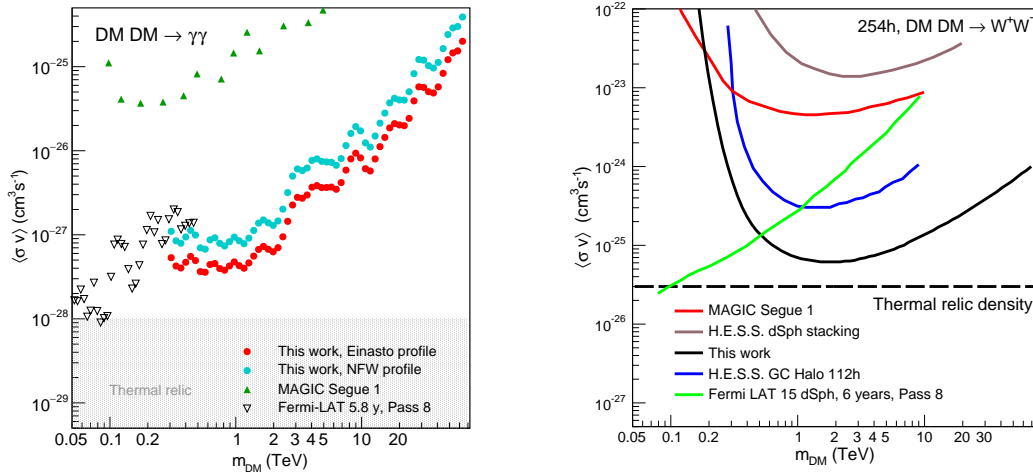 DM DM → γγ
10⁻²⁵
10⁻²⁶
10⁻²⁷
10⁻²⁸
10⁻²⁹
⟨σ v⟩ (cm³s⁻¹)
This work, Einasto profile
This work, NFW profile
MAGIC Segue 1
Fermi-LAT 5.8 y, Pass 8
Thermal relic
0.05 0.1 0.2 1 2 3 4 5 10 20
m_DM (TeV)
254h, DM DM → W⁺W⁻
10⁻²²
10⁻²³
10⁻²⁴
10⁻²⁵
10⁻²⁶
10⁻²⁷
⟨σ v⟩ (cm³s⁻¹)
Thermal relic density
MAGIC Segue 1
H.E.S.S. dSph stacking
This work
H.E.S.S. GC Halo 112h
Fermi LAT 15 dSph, 6 years, Pass 8
0.05 0.1 0.2 1 2 3 4 5 10 20 30
m_DM (TeV)